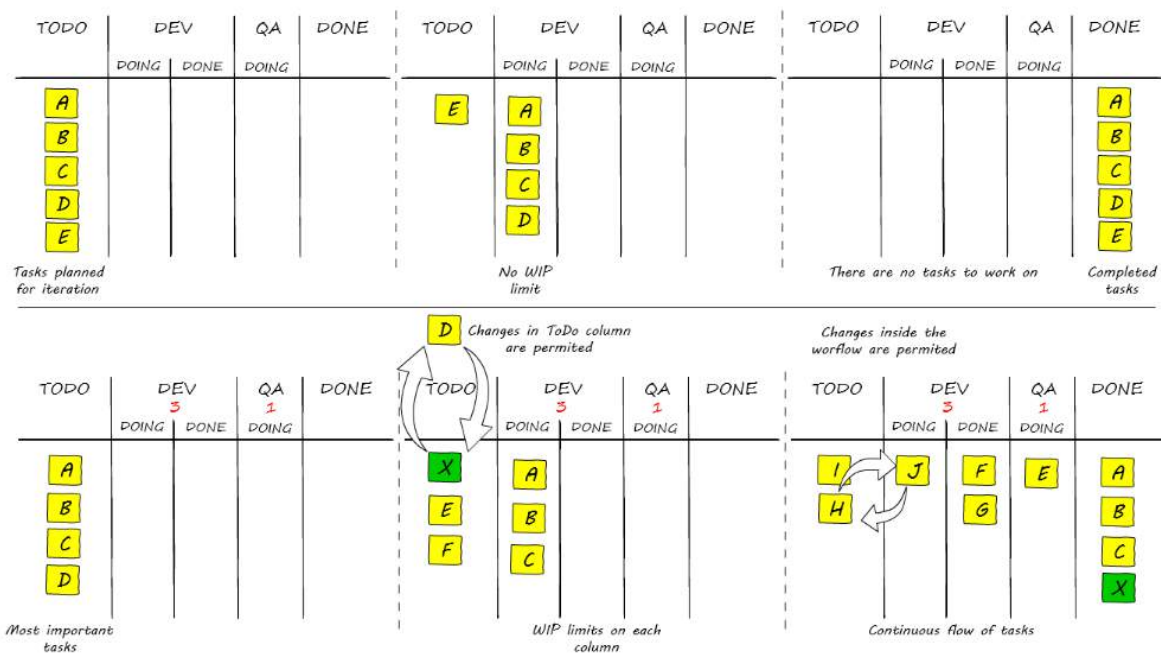 TODO DEV QA DONE TODO DEV QA DONE TODO DEV QA DONE
DOING DONE DOING DOING DONE DOING DOING DONE DOING
A E A A
B B B
C C C
D D D
E E
Tasks planned
for iteration
No WIP
limit
There are no tasks to work on
Completed
tasks
D
Changes in ToDo column
are permited
Changes inside the
worflow are permited
TODO DEV QA DONE TODO DEV QA DONE TODO DEV QA DONE
3 1 3 1 3 1
DOING DONE DOING DOING DONE DOING DOING DONE DOING
A X A I J F E A
B E B H G B
C F C C
D X
Most important
tasks
WIP limits on each
column
Continuous flow of tasks